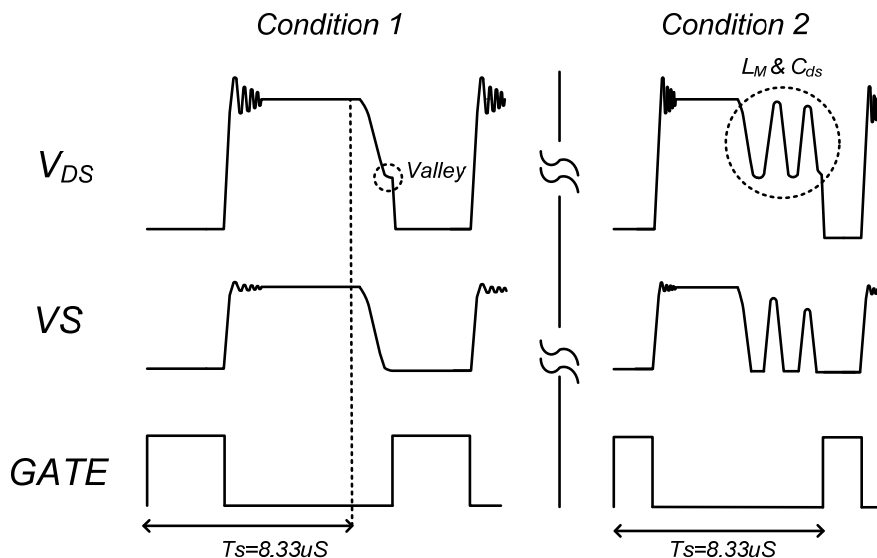 Condition 1
Condition 2
L_M & C_ds
V_DS
Valley
VS
GATE
Ts=8.33uS
Ts=8.33uS